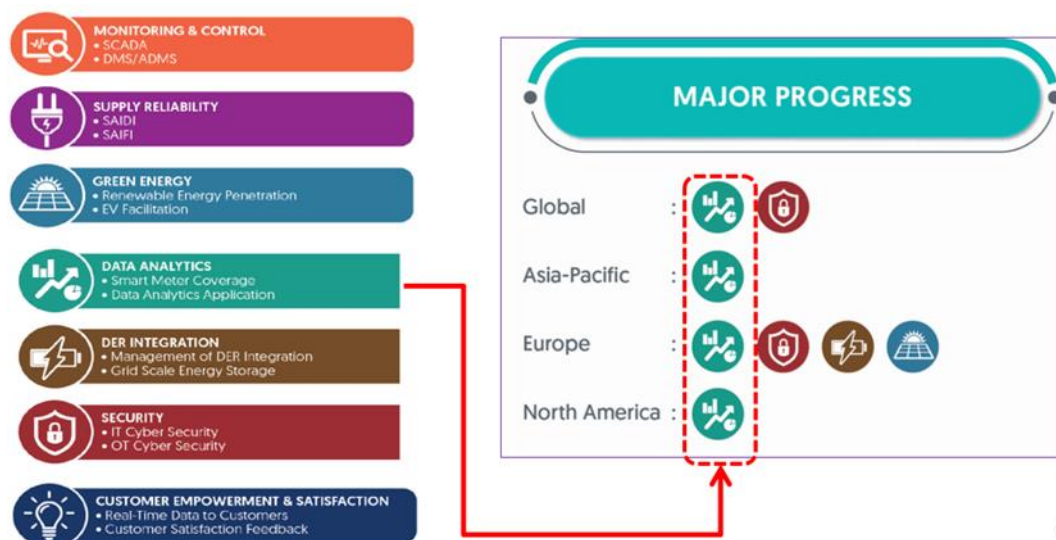 MONITORING & CONTROL
• SCADA
• DMS/ADMS
SUPPLY RELIABILITY
• SAIDI
• SAIFI
GREEN ENERGY
• Renewable Energy Penetration
• EV Facilitation
DATA ANALYTICS
• Smart Meter Coverage
• Data Analytics Application
DER INTEGRATION
• Management of DER Integration
• Grid Scale Energy Storage
SECURITY
• IT Cyber Security
• OT Cyber Security
CUSTOMER EMPOWERMENT & SATISFACTION
• Real-Time Data to Customers
• Customer Satisfaction Feedback
MAJOR PROGRESS
Global :
Asia-Pacific :
Europe :
North America :